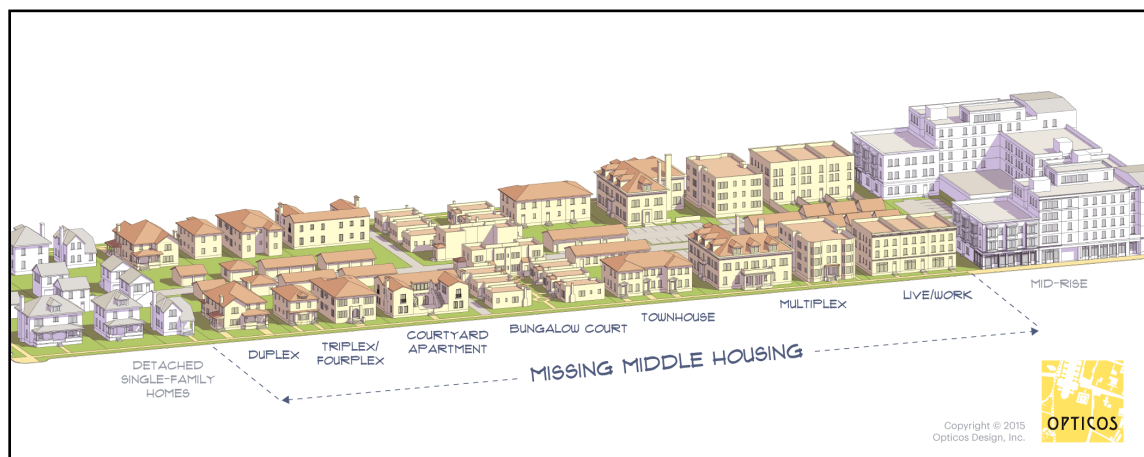 DETACHED
SINGLE-FAMILY
HOMES
DUPLEX
TRIPLEX/
FOURPLEX
COURTYARD
APARTMENT
BUNGALOW COURT
TOWNHOUSE
MULTIPLEX
LIVE/WORK
MID-RISE
MISSING MIDDLE HOUSING
Copyright © 2015
Opticos Design, Inc.
OPTICOS